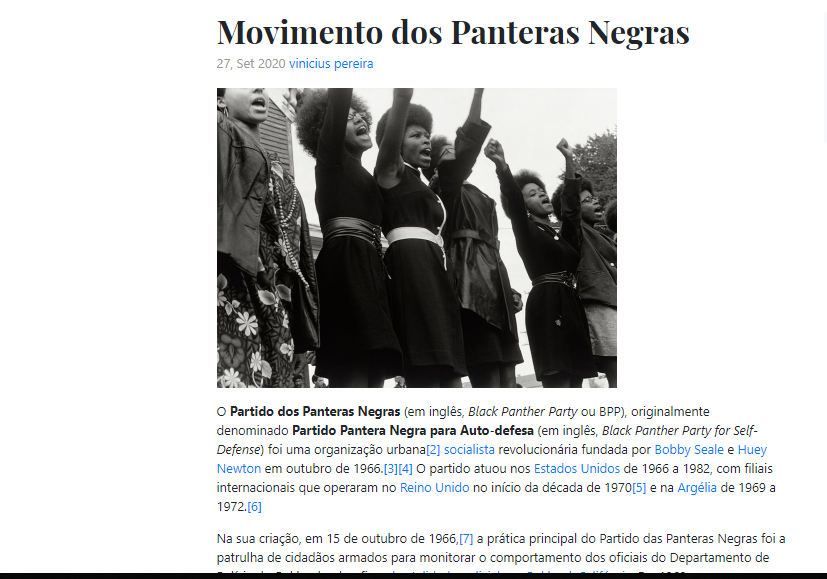 Movimento dos Panteras Negras
27, Set 2020 vinicius pereira
O Partido dos Panteras Negras (em inglês, Black Panther Party ou BPP), originalmente
denominado Partido Pantera Negra para Auto-defesa (em inglês, Black Panther Party for Self-
Defense) foi uma organização urbana[2] socialista revolucionária fundada por Bobby Seale e Huey
Newton em outubro de 1966.[3][4] O partido atuou nos Estados Unidos de 1966 a 1982, com filiais
internacionais que operaram no Reino Unido no início da década de 1970[5] e na Argélia de 1969 a
1972.[6]
Na sua criação, em 15 de outubro de 1966,[7] a prática principal do Partido das Panteras Negras foi a
patrulha de cidadãos armados para monitorar o comportamento dos oficiais do Departamento de